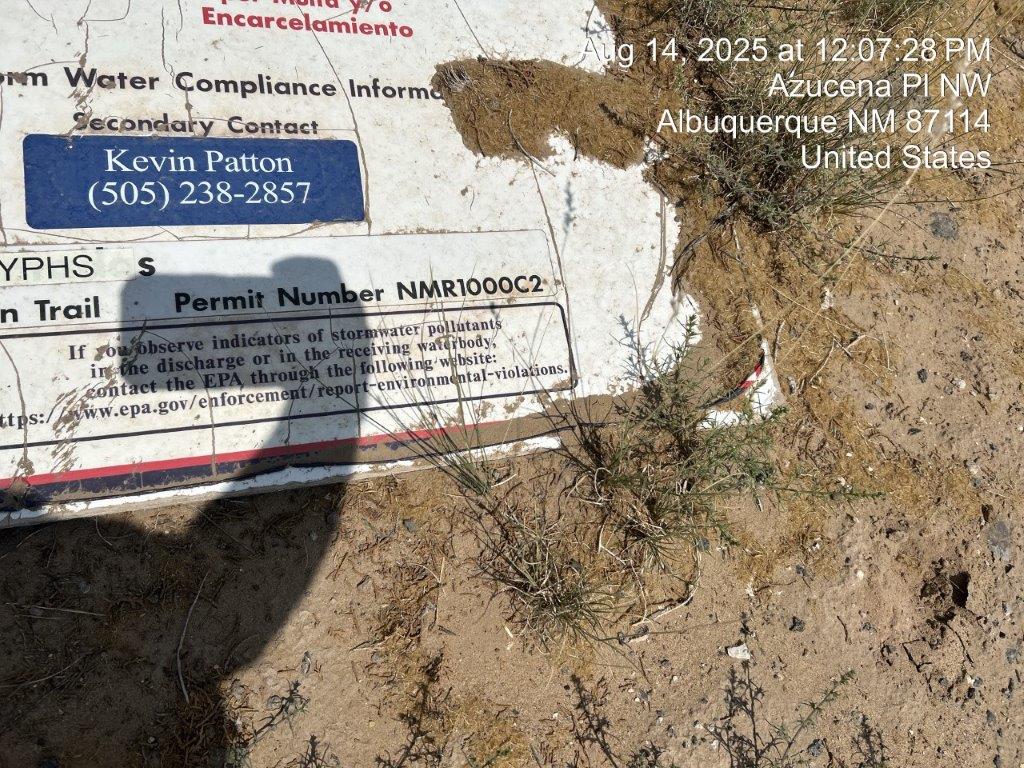 Encarcelamiento
Water Compliance
Secondary Contact
Kevin Patton
(505) 238-2857
YPHS S
n Trail Permit Number NMR1000C2
If you observe indicators of stormwater pollutants
in the discharge or in the receiving waterbody,
contact the EPA through the following website:
ttps://www.epa.gov/enforcement/report-environmental-violations.
Aug 14, 2025 at 12:07:28 PM
Azucena Pl NW
Albuquerque NM 87114
United States